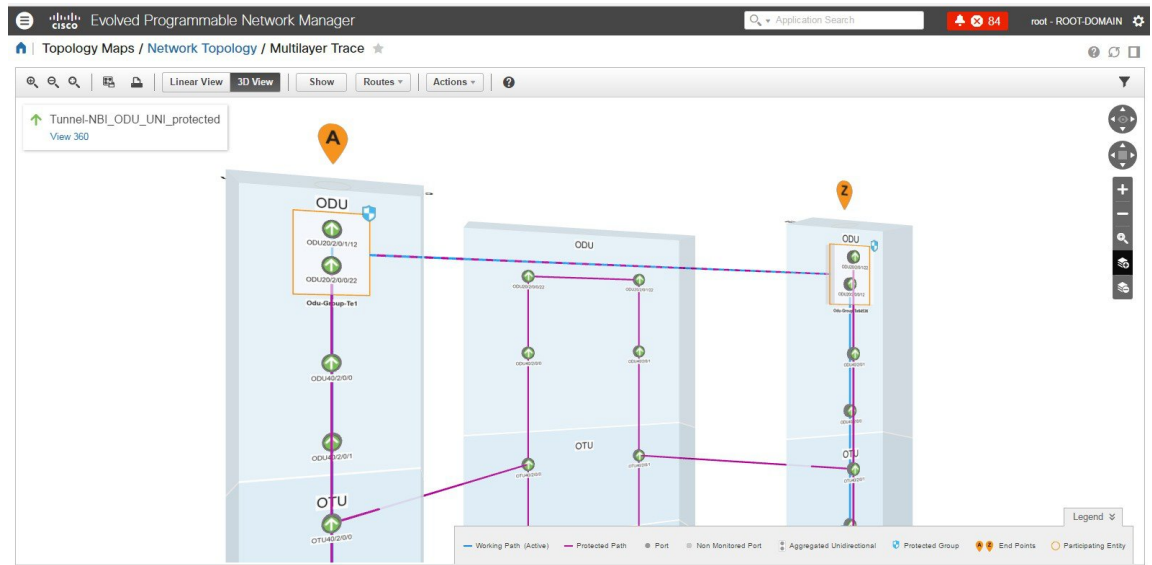 cisco Evolved Programmable Network Manager
Application Search
84
root - ROOT-DOMAIN
Topology Maps / Network Topology / Multilayer Trace
Linear View
3D View
Show
Routes
Actions
Tunnel-NBI_ODU_UNI_protected
View 360
A
Z
ODU
ODU20/2/0/1/12
ODU20/2/0/0/22
Odu-Group-Te1
ODU40/2/0/0
ODU40/2/0/1
OTU
OTU40/2/0/0
ODU
OTU
ODU
OTU
Legend
Working Path (Active)
Protected Path
Port
Non Monitored Port
Aggregated Unidirectional
Protected Group
A Z End Points
Participating Entity